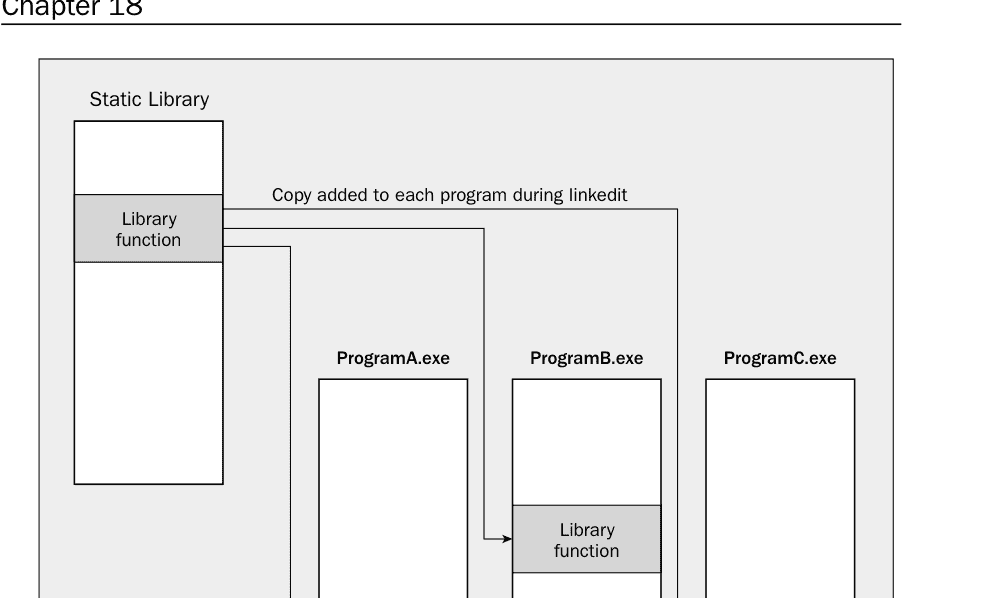 Chapter 18
Static Library
Copy added to each program during linkedit
Library
function
ProgramA.exe
ProgramB.exe
ProgramC.exe
Library
function